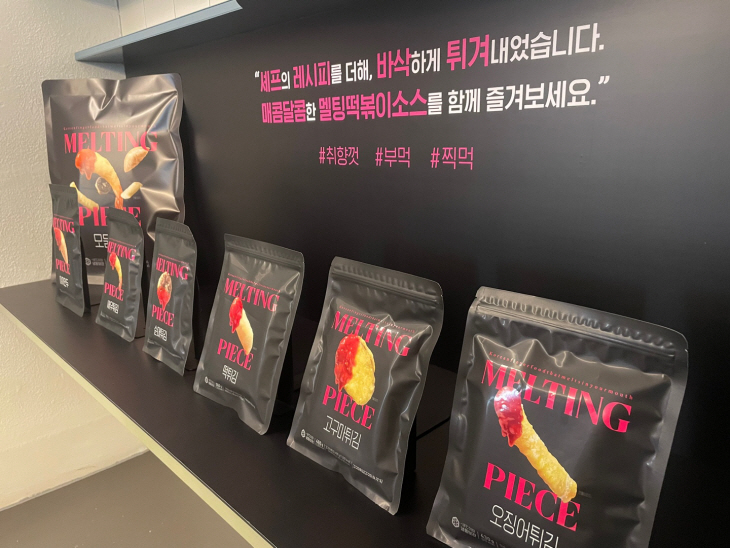 “셰프의 레시피를 더해, 바삭하게 튀겨내었습니다.
매콤달콤한 멜팅떡볶이소스를 함께 즐겨보세요.”
#취향껏 #부먹 #찍먹
MELTING
PIECE
MELTING
PIECE
MELTING
PIECE
MELTING
PIECE
MELTING
PIECE
떡튀김
MELTING
PIECE
고구마튀김
MELTING
PIECE
오징어튀김